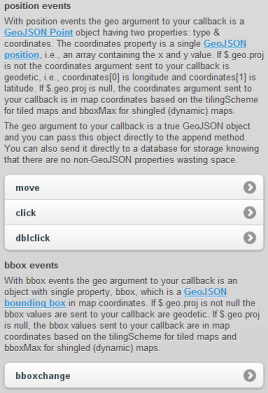 position events
With position events the geo argument to your callback is a
GeoJSON Point object having two properties: type &
coordinates. The coordinates property is a single GeoJSON
position, i.e., an array containing the x and y value. If $.geo.proj
is not the coordinates argument sent to your callback is
geodetic, i.e., coordinates[0] is longitude and coordinates[1] is
latitude. If $.geo.proj is null, the coordinates argument sent to
your callback is in map coordinates based on the tilingScheme
for tiled maps and bboxMax for shingled (dynamic) maps.
The geo argument to your callback is a true GeoJSON object
and you can pass this object directly to the append method.
You can also send it directly to a database for storage knowing
that there are no non-GeoJSON properties wasting space.
move
click
dblclick
bbox events
With bbox events the geo argument to your callback is an
object with single property, bbox, which is a GeoJSON
bounding box in map coordinates. If $.geo.proj is not null the
bbox values are sent to your callback are geodetic. If $.geo.proj
is null, the bbox values sent to your callback are in map
coordinates based on the tilingScheme for tiled maps and
bboxMax for shingled (dynamic) maps.
bboxchange